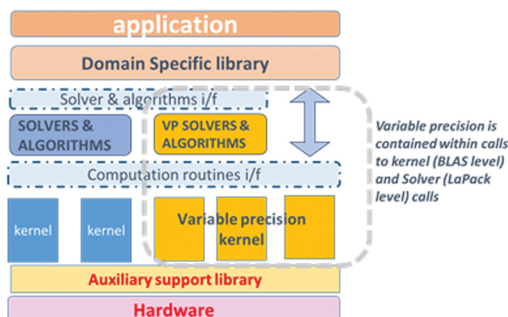 application
Domain Specific library
Solver & algorithms i/f
SOLVERS &
ALGORITHMS
VP SOLVERS &
ALGORITHMS
Variable precision is
contained within calls
to kernel (BLAS level)
and Solver (LaPack
level) calls
Computation routines i/f
kernel
kernel
Variable precision
kernel
Auxiliary support library
Hardware